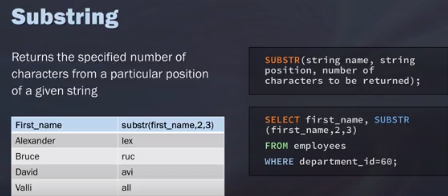 Substring
Returns the specified number of
characters from a particular position
of a given string
First_name substr(first_name,2,3)
Alexander lex
Bruce ruc
David avi
Valli all
SUBSTR(string name, string
position, number of
characters to be returned);
SELECT first_name, SUBSTR
(first_name,2,3)
FROM employees
WHERE department_id=60;